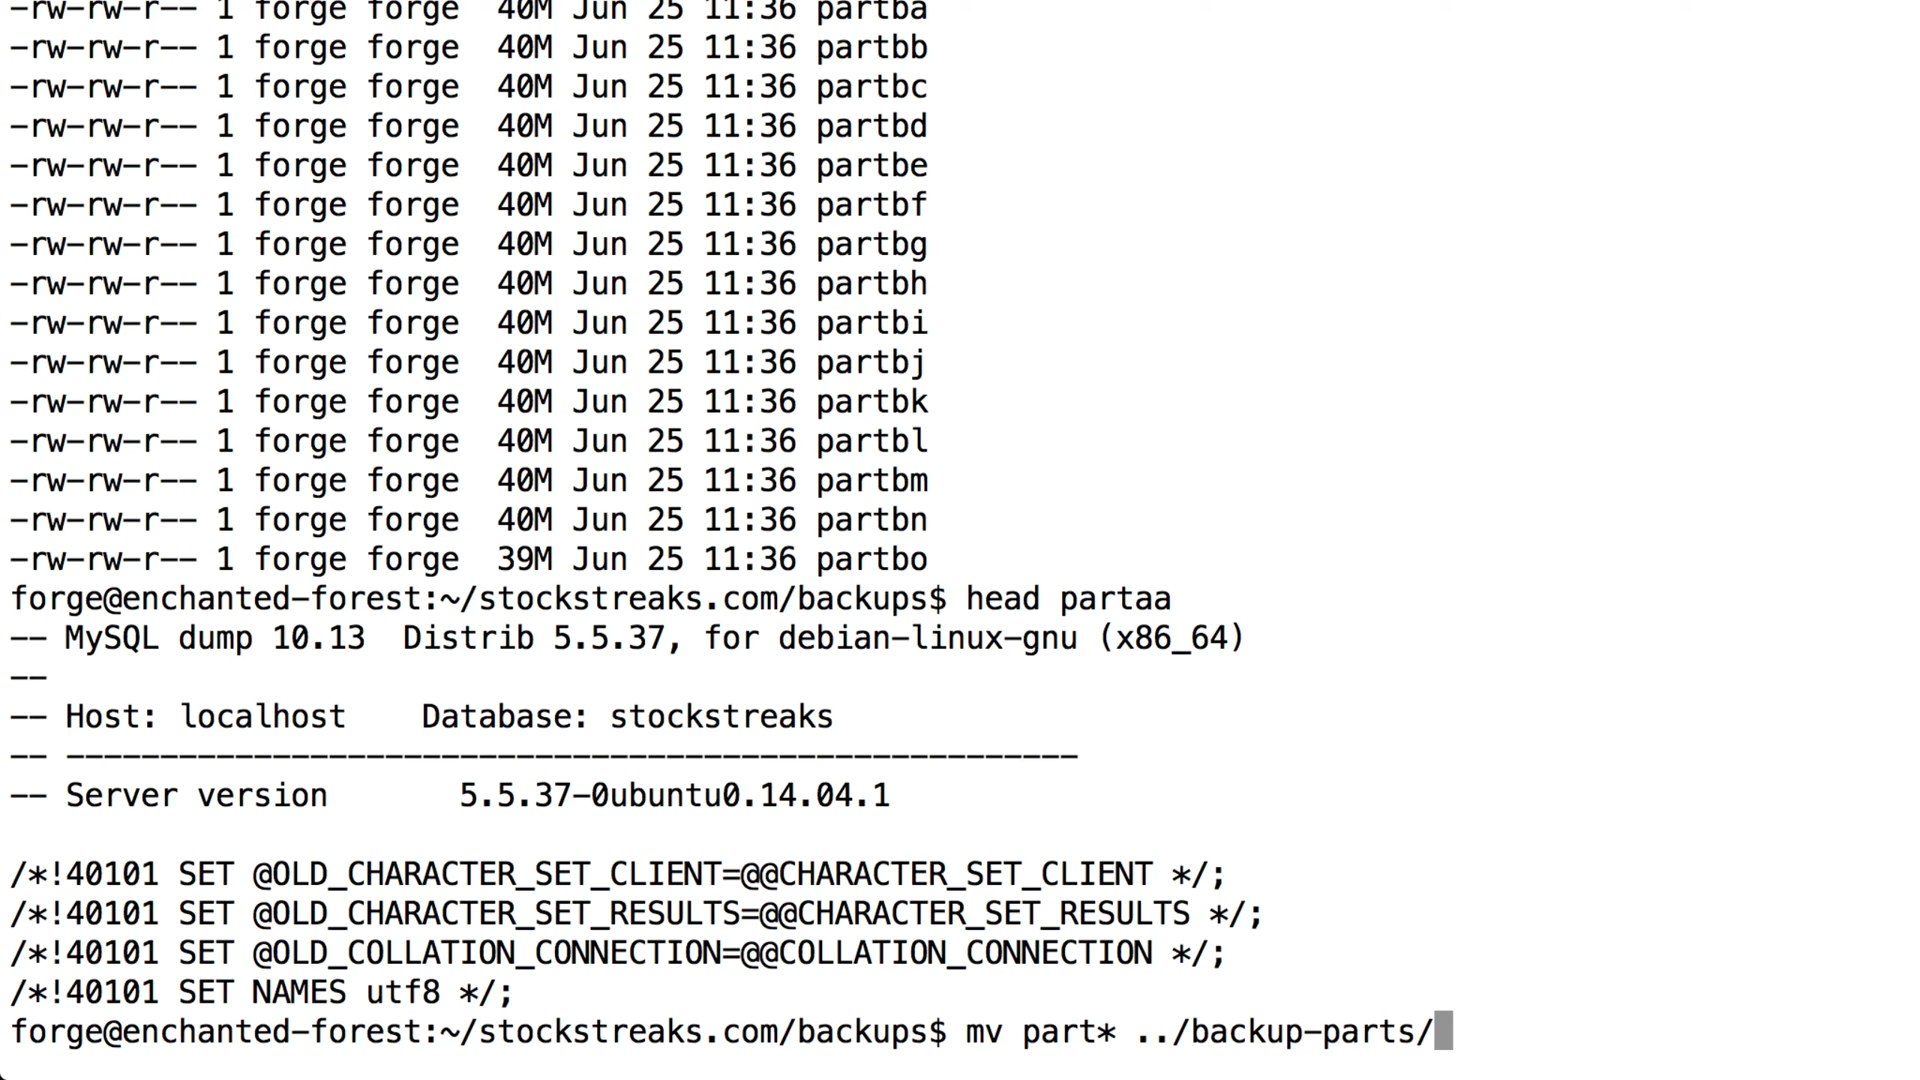 -rw-rw-r-- 1 forge forge  40M Jun 25 11:36 partba
-rw-rw-r-- 1 forge forge  40M Jun 25 11:36 partbb
-rw-rw-r-- 1 forge forge  40M Jun 25 11:36 partbc
-rw-rw-r-- 1 forge forge  40M Jun 25 11:36 partbd
-rw-rw-r-- 1 forge forge  40M Jun 25 11:36 partbe
-rw-rw-r-- 1 forge forge  40M Jun 25 11:36 partbf
-rw-rw-r-- 1 forge forge  40M Jun 25 11:36 partbg
-rw-rw-r-- 1 forge forge  40M Jun 25 11:36 partbh
-rw-rw-r-- 1 forge forge  40M Jun 25 11:36 partbi
-rw-rw-r-- 1 forge forge  40M Jun 25 11:36 partbj
-rw-rw-r-- 1 forge forge  40M Jun 25 11:36 partbk
-rw-rw-r-- 1 forge forge  40M Jun 25 11:36 partbl
-rw-rw-r-- 1 forge forge  40M Jun 25 11:36 partbm
-rw-rw-r-- 1 forge forge  40M Jun 25 11:36 partbn
-rw-rw-r-- 1 forge forge  39M Jun 25 11:36 partbo
forge@enchanted-forest:~/stockstreaks.com/backups$ head partaa
-- MySQL dump 10.13  Distrib 5.5.37, for debian-linux-gnu (x86_64)
--
-- Host: localhost    Database: stockstreaks
-- ------------------------------------------------------
-- Server version       5.5.37-0ubuntu0.14.04.1

/*!40101 SET @OLD_CHARACTER_SET_CLIENT=@@CHARACTER_SET_CLIENT */;
/*!40101 SET @OLD_CHARACTER_SET_RESULTS=@@CHARACTER_SET_RESULTS */;
/*!40101 SET @OLD_COLLATION_CONNECTION=@@COLLATION_CONNECTION */;
/*!40101 SET NAMES utf8 */;
forge@enchanted-forest:~/stockstreaks.com/backups$ mv part* ../backup-parts/